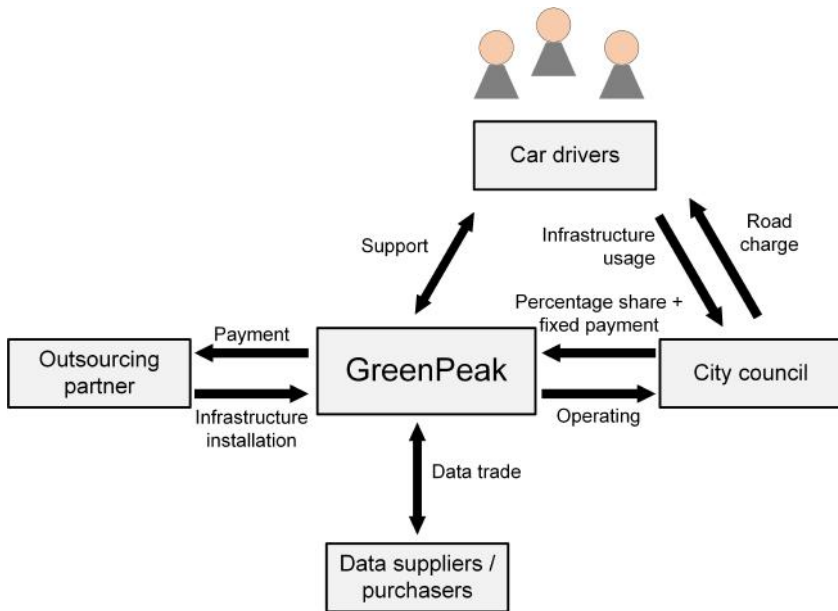 Car drivers
Support
Infrastructure
usage
Road
charge
Percentage share +
fixed payment
Payment
Outsourcing
partner
GreenPeak
City council
Infrastructure
installation
Operating
Data trade
Data suppliers /
purchasers